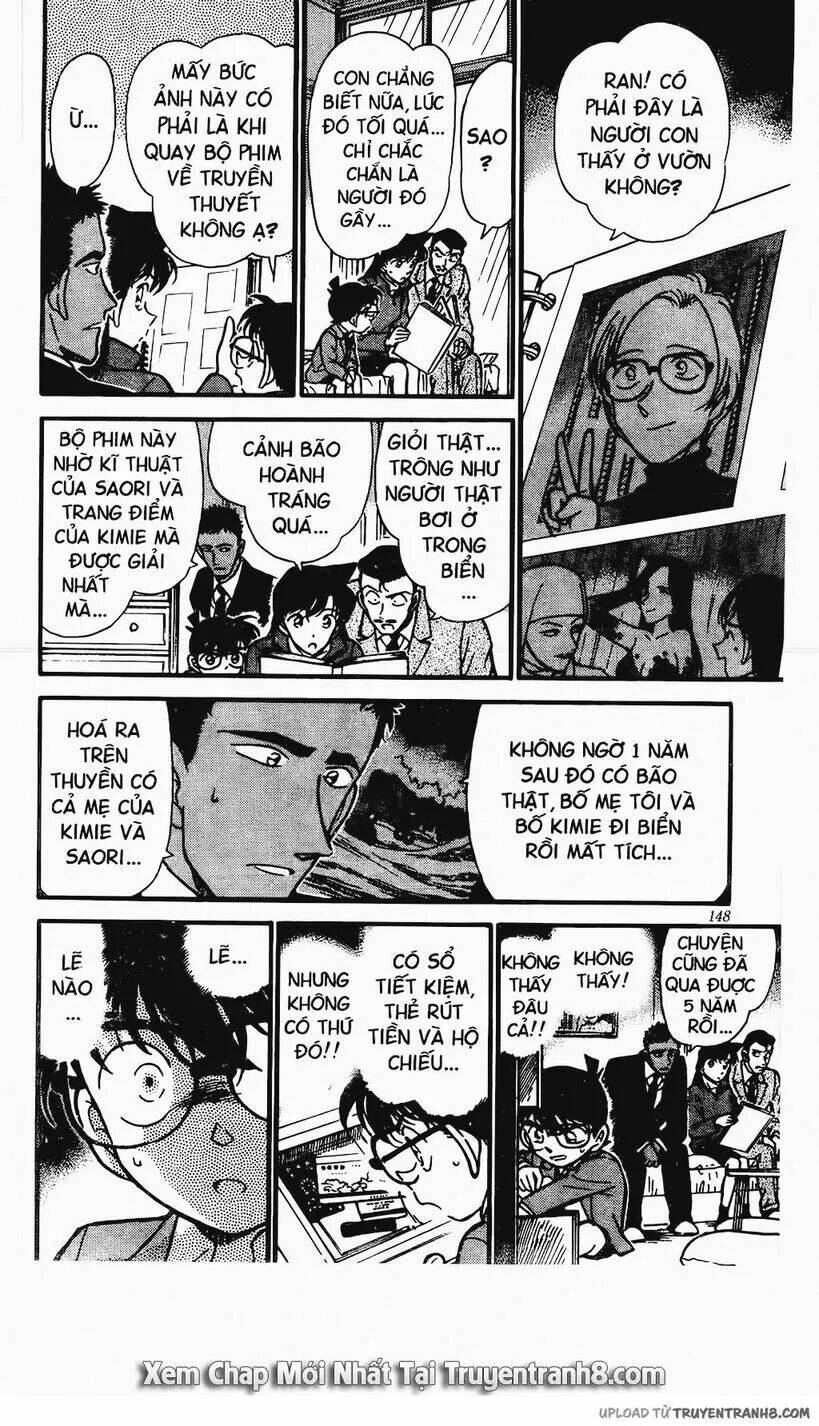 RAN! CÓ
PHẢI ĐÂY LÀ
NGƯỜI CON
THẤY Ở VƯỜN
KHÔNG?
SAO
?
CON CHẲNG
BIẾT NỮA, LÚC
ĐÓ TỐI QUÁ...
CHỈ CHẮC
CHẮN LÀ
NGƯỜI ĐÓ
GẦY...
MẤY BỨC
ẢNH NÀY CÓ
PHẢI LÀ KHI
QUAY BỘ PHIM
VỀ TRUYỀN
THUYẾT
KHÔNG Ạ?
Ừ...
GIỎI THẬT...
TRÔNG NHƯ
NGƯỜI THẬT
BƠI Ở
TRONG
BIỂN
...
CẢNH BÃO
HOÀNH
TRÁNG
QUÁ...
BỘ PHIM NÀY
NHỜ KĨ THUẬT
CỦA SAORI VÀ
TRANG ĐIỂM
CỦA KIMIE MÀ
ĐƯỢC GIẢI
NHẤT
MÀ...
KHÔNG NGỜ 1 NĂM
SAU ĐÓ CÓ BÃO
THẬT, BỐ MẸ TÔI VÀ
BỐ KIMIE ĐI BIỂN
RỒI MẤT TÍCH...
HOÁ RA
TRÊN
THUYỀN CÓ
CẢ MẸ CỦA
KIMIE VÀ
SAORI...
148
CHUYỆN
CŨNG ĐÃ
QUA ĐƯỢC
5 NĂM
RỒI...
KHÔNG
THẤY!
KHÔNG
THẤY
ĐÂU
CẢ!!
CÓ SỔ
TIẾT KIỆM,
THẺ RÚT
TIỀN VÀ HỘ
CHIẾU...
NHƯNG
KHÔNG
CÓ THỨ
ĐÓ!!
LẼ...
LẼ
NÀO
...
Xem Chap Mới Nhất Tại Truyentranh8.com
UPLOAD TỪ TRUYENTRANH8.COM